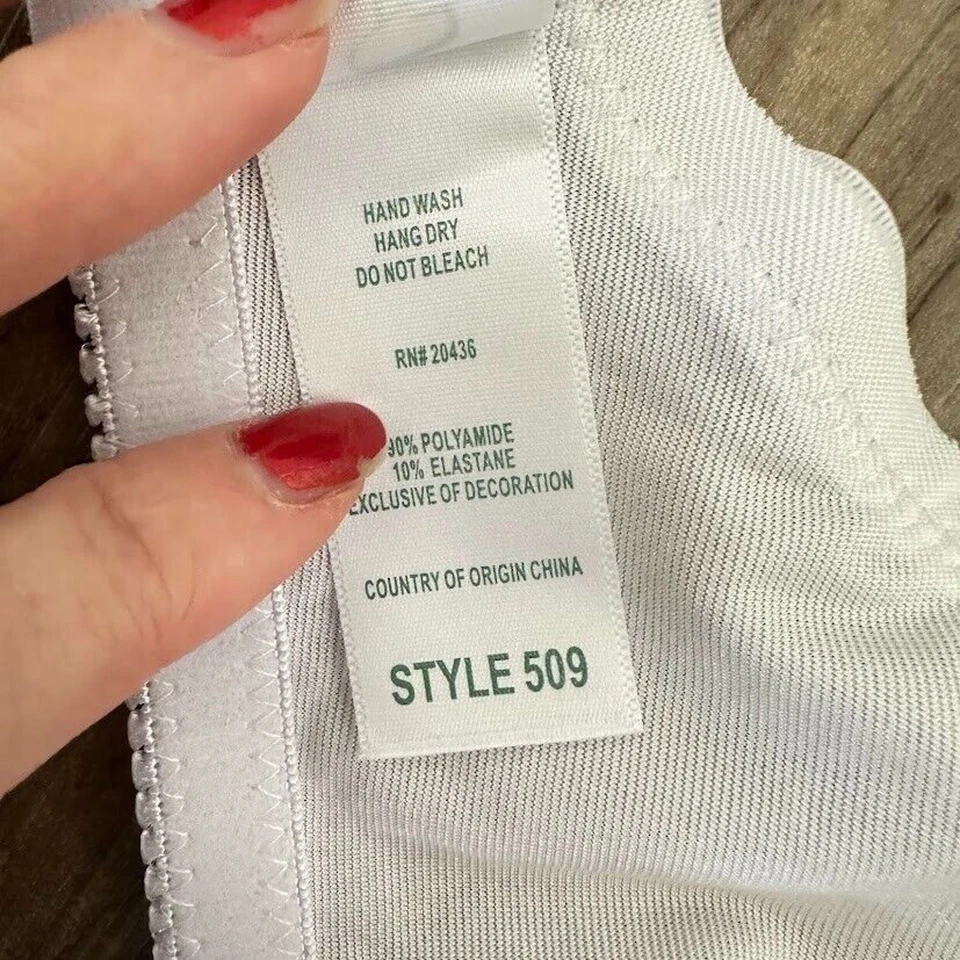 HAND WASH
HANG DRY
DO NOT BLEACH
RN# 20436
90% POLYAMIDE
10% ELASTANE
EXCLUSIVE OF DECORATION
COUNTRY OF ORIGIN CHINA
STYLE 509